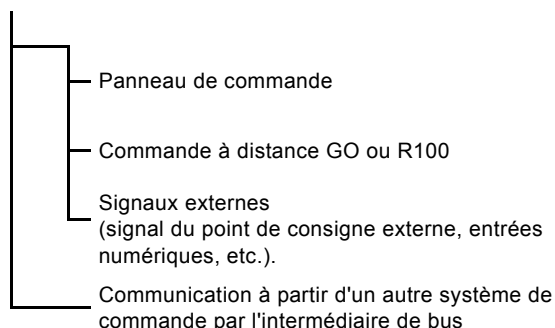 Panneau de commande
Commande à distance GO ou R100
Signaux externes
(signal du point de consigne externe, entrées
numériques, etc.).
Communication à partir d'un autre système de
commande par l'intermédiaire de bus